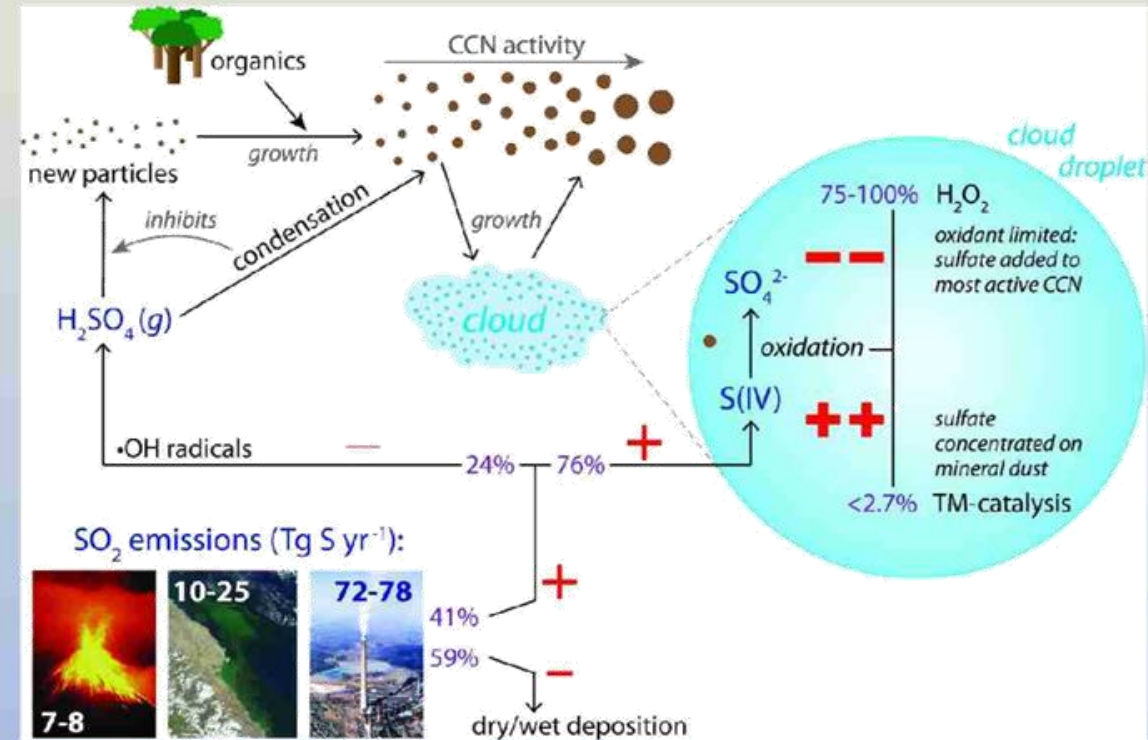 CCN activity
organics
growth
new particles
inhibits
condensation
growth
H₂SO₄ (g)
cloud
cloud
droplet
75-100% H₂O₂
oxidant limited:
sulfate added to
most active CCN
SO₄²⁻
oxidation
S(IV)
sulfate
concentrated on
mineral dust
<2.7% TM-catalysis
•OH radicals
−
24%
76%
+
− −
+ +
SO₂ emissions (Tg S yr⁻¹):
7-8
10-25
72-78
41%
+
59%
−
dry/wet deposition